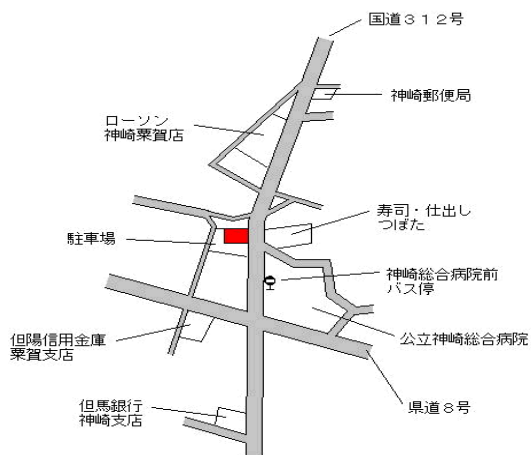 国道３１２号
神崎郵便局
ローソン
神崎粟賀店
寿司・仕出し
つぼた
駐車場
神崎総合病院前
バス停
但陽信用金庫
粟賀支店
公立神崎総合病院
県道８号
但馬銀行
神崎支店